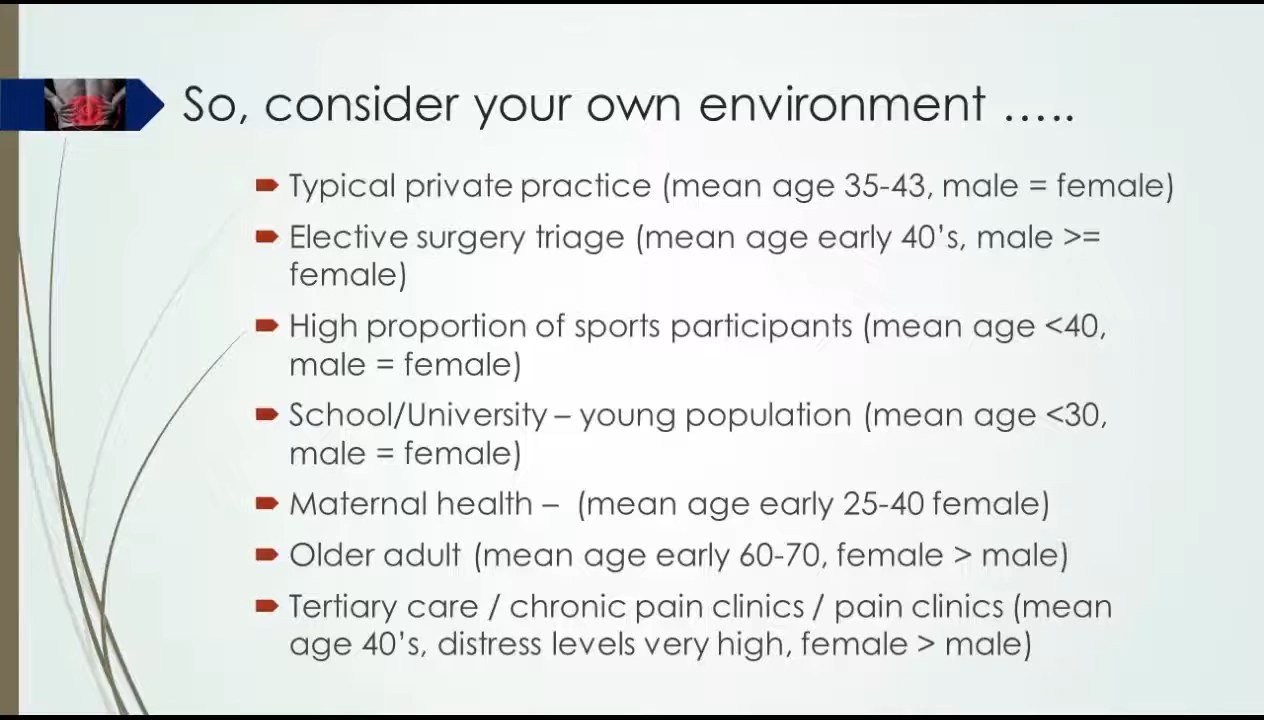 So, consider your own environment …..
Typical private practice (mean age 35-43, male = female)
Elective surgery triage (mean age early 40's, male >=
female)
High proportion of sports participants (mean age <40,
male = female)
School/University – young population (mean age <30,
male = female)
Maternal health –  (mean age early 25-40 female)
Older adult (mean age early 60-70, female > male)
Tertiary care / chronic pain clinics / pain clinics (mean
age 40's, distress levels very high, female > male)